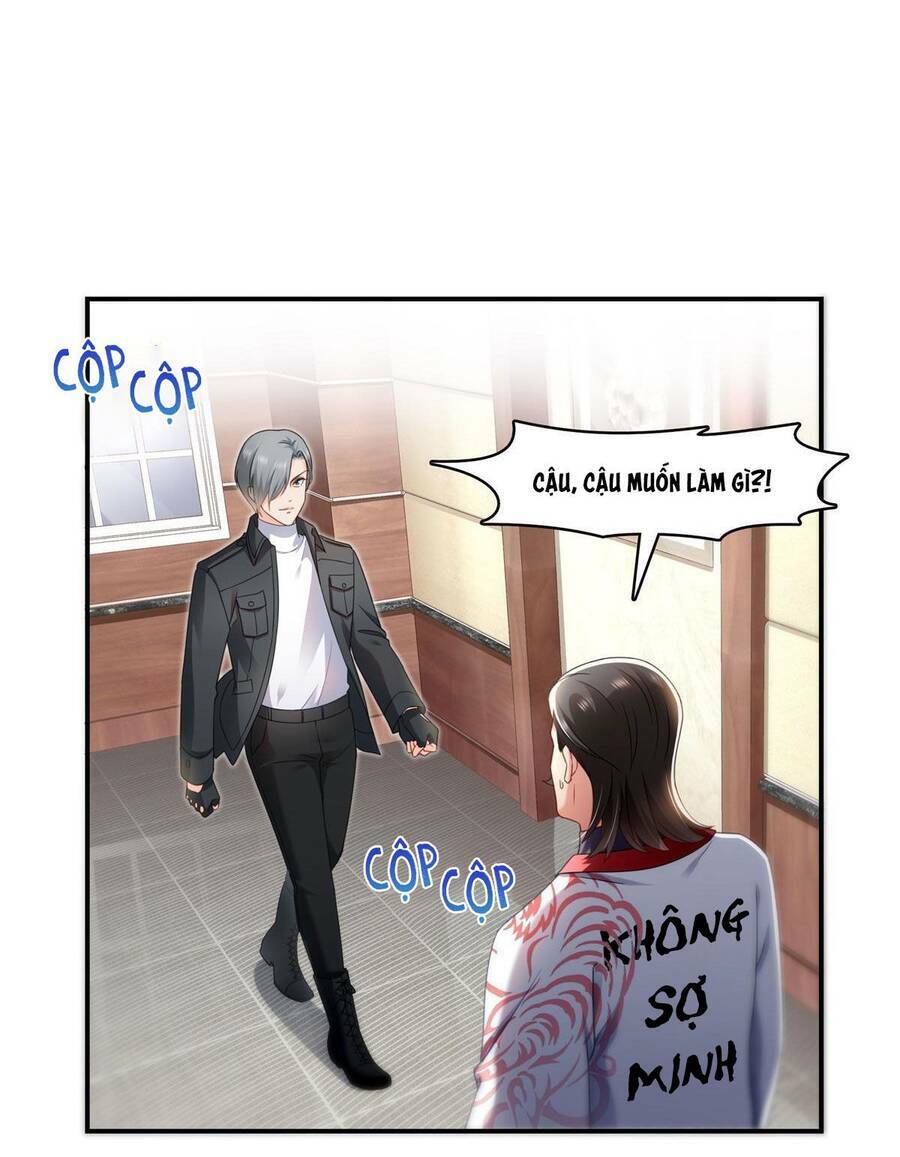 CỘP CỘP
CẬU, CẬU MUỐN LÀM GÌ?!
CỘP CỘP
KHÔNG
SỢ
MINH